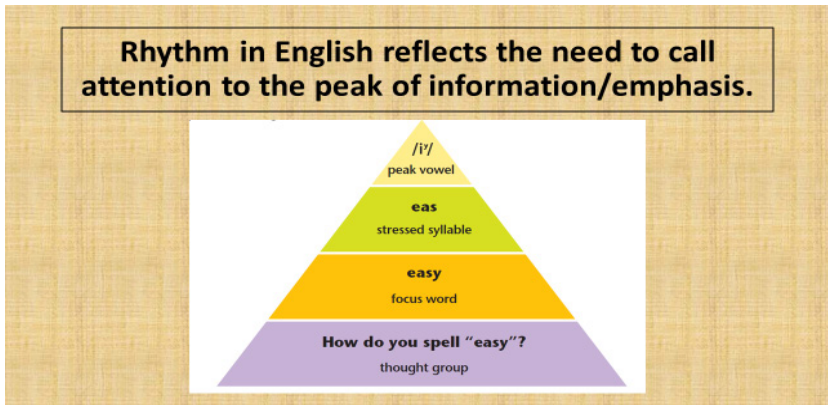 Rhythm in English reflects the need to call
attention to the peak of information/emphasis.
/iʸ/
peak vowel
eas
stressed syllable
easy
focus word
How do you spell “easy”?
thought group